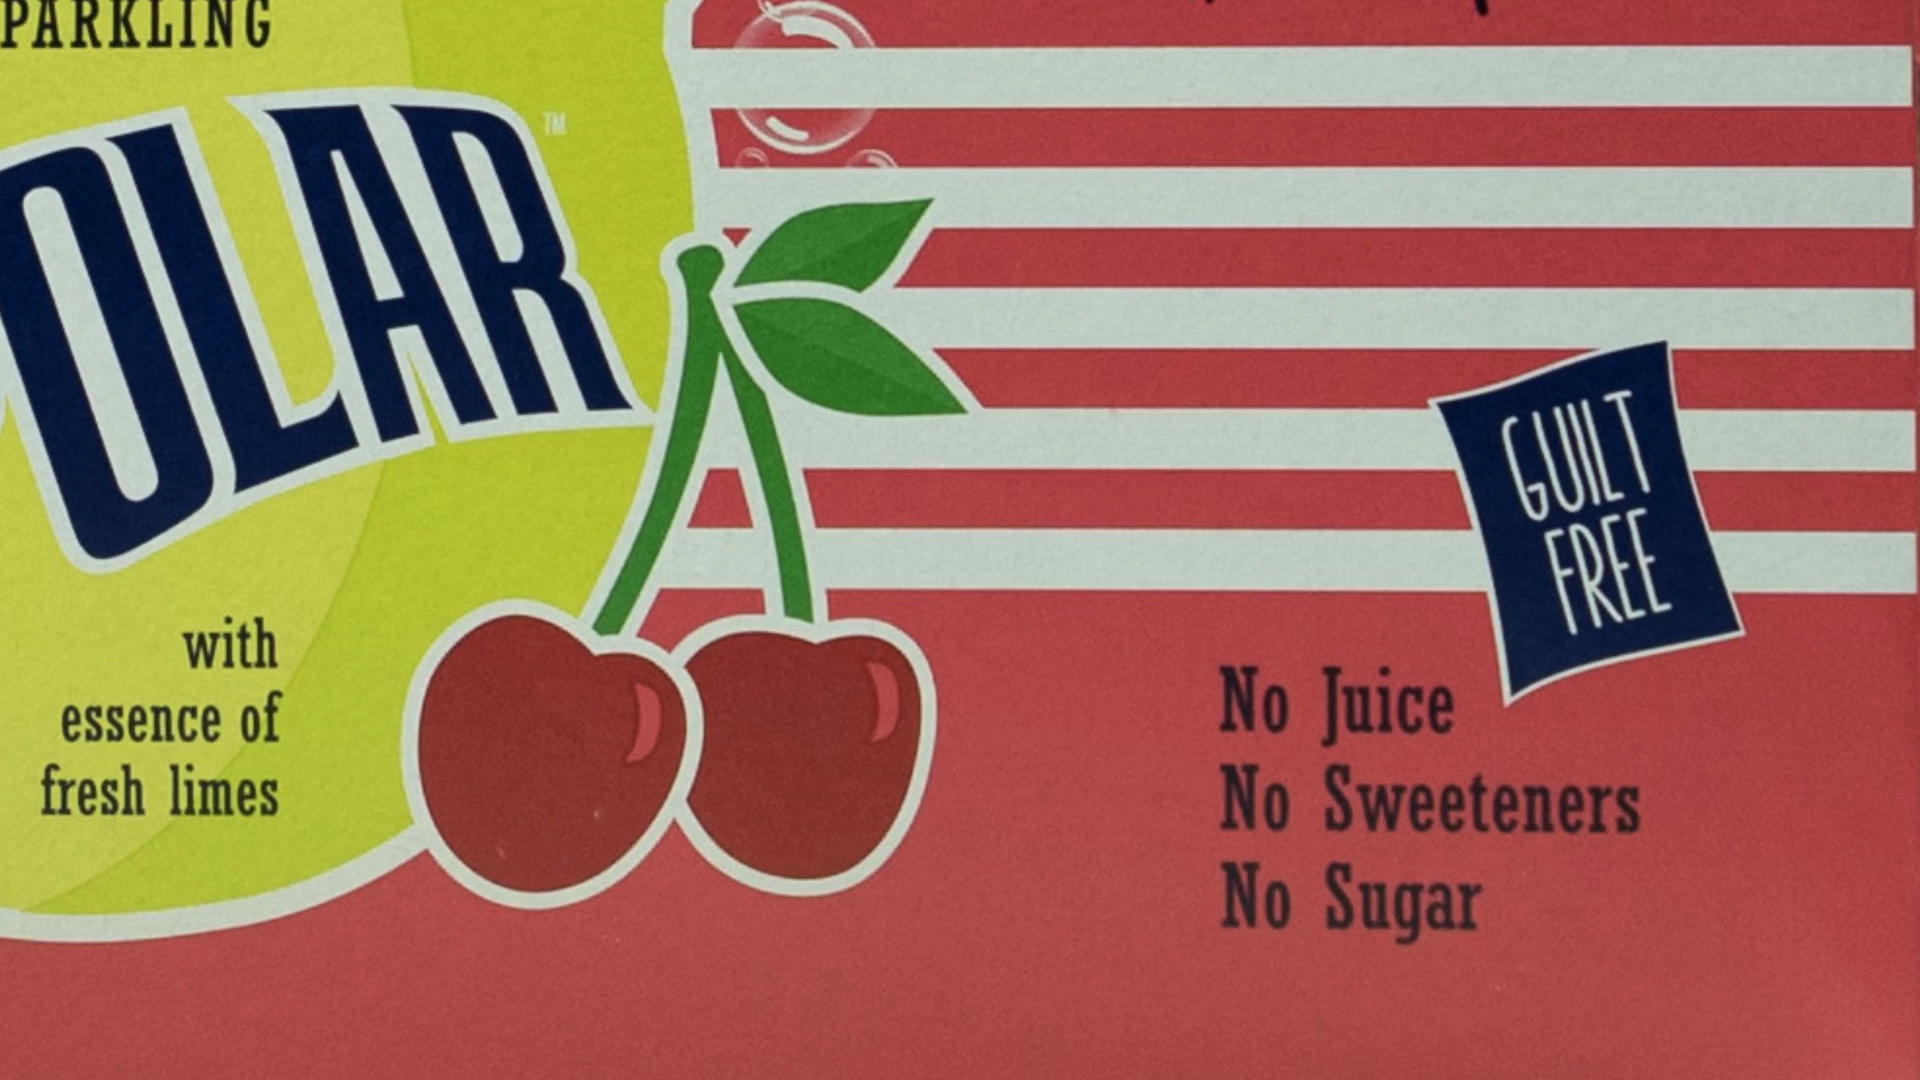 PARKLING
OLAR
TM
with
essence of
fresh limes
GUILT
FREE
No Juice
No Sweeteners
No Sugar